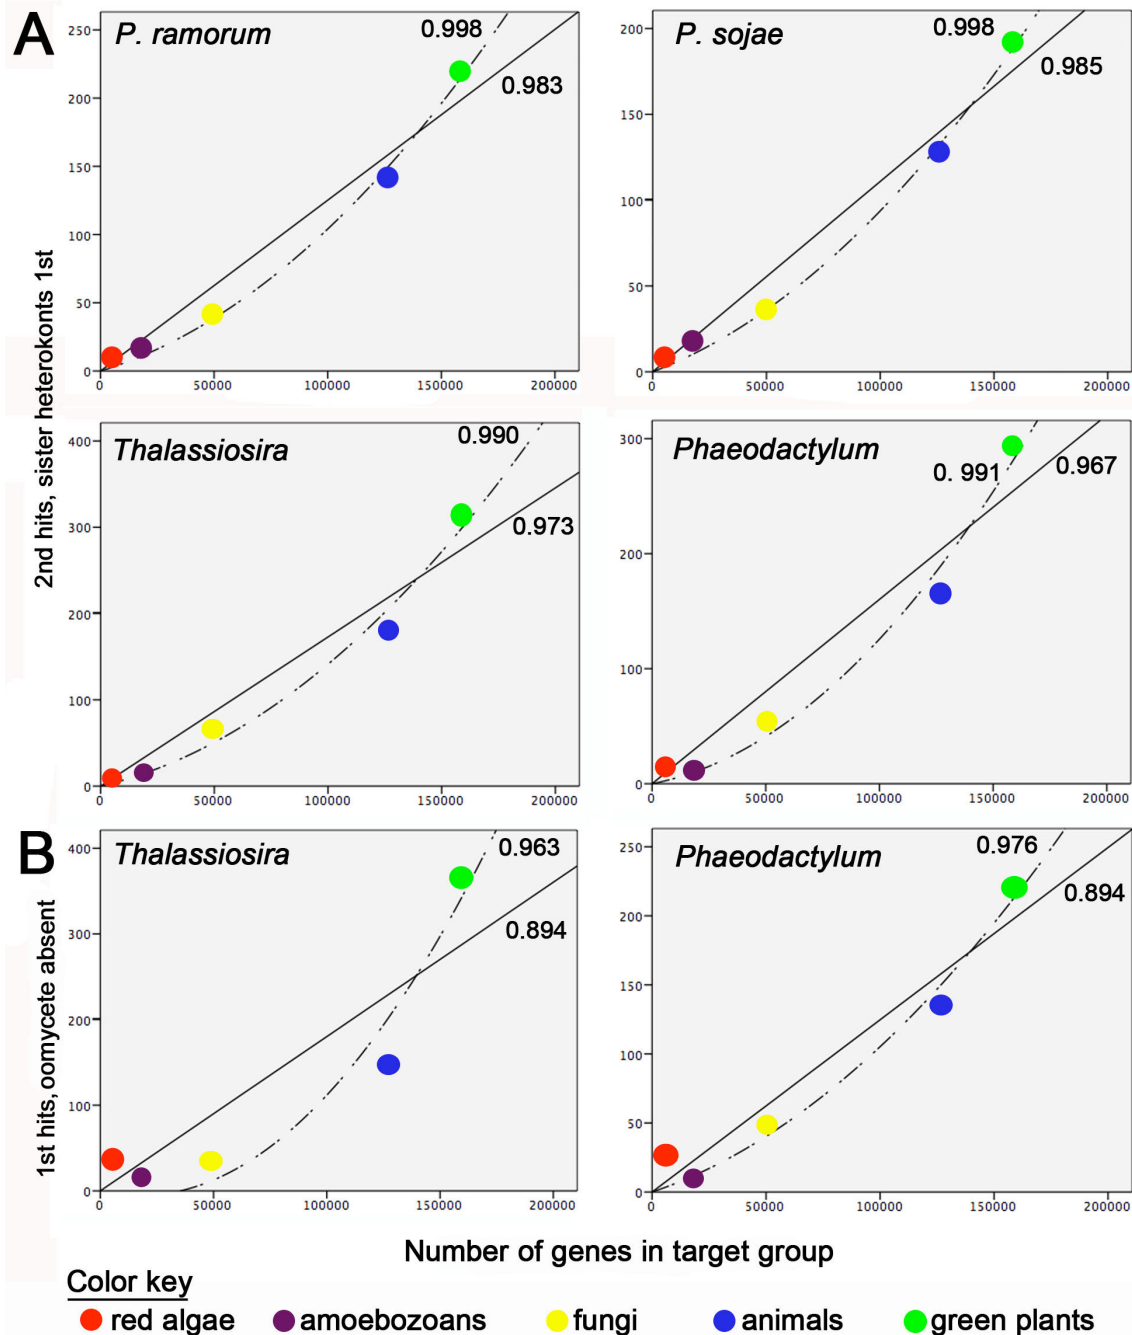 A
P. ramorum
0.998
0.983
250
200
150
100
50
0
0 50000 100000 150000 200000
P. sojae
0.998
0.985
200
150
100
50
0
0 50000 100000 150000 200000
2nd hits, sister heterokonts 1st
Thalassiosira
0.990
0.973
400
300
200
100
0
0 50000 100000 150000 200000
Phaeodactylum
0. 991
0.967
300
200
100
0
0 50000 100000 150000 200000
B
Thalassiosira
0.963
0.894
400
300
200
100
0
0 50000 100000 150000 200000
Phaeodactylum
0.976
0.894
250
200
150
100
50
0
0 50000 100000 150000 200000
1st hits, oomycete absent
Number of genes in target group
Color key
red algae amoebozoans fungi animals green plants